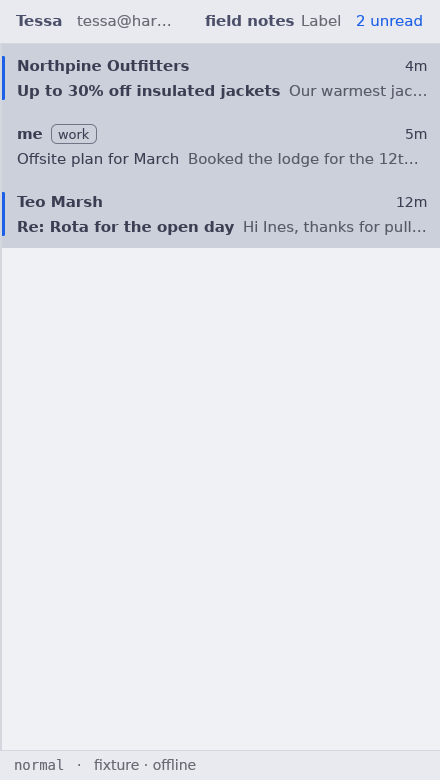 Tessa tessa@har… field notes Label 2 unread
Northpine Outfitters 4m
Up to 30% off insulated jackets Our warmest jac…
me work 5m
Offsite plan for March Booked the lodge for the 12t…
Teo Marsh 12m
Re: Rota for the open day Hi Ines, thanks for pull…
normal · fixture · offline